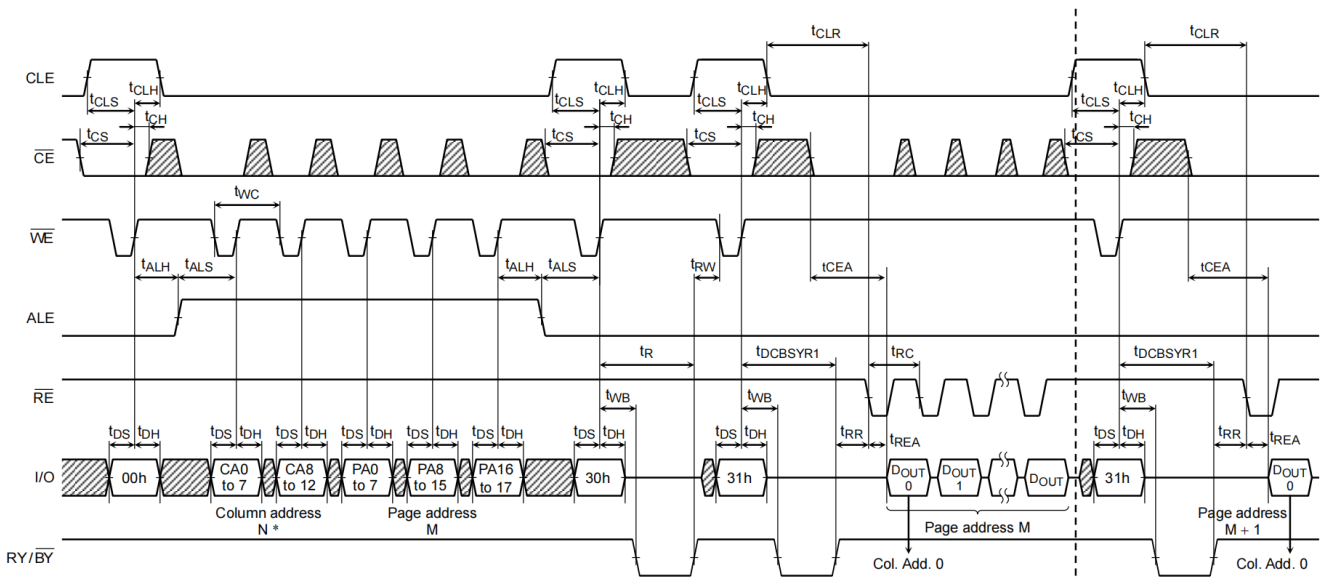 tCLR tCLR
CLE
tCLS tCLH tCLS tCLH tCLS tCLH tCLS tCLH
tCS tCH tCS tCH tCS tCH tCS tCH
CE
tWC
WE
tALH tALS tALH tALS tRW tCEA tCEA
ALE
tR tDCBSYR1 tRC tDCBSYR1
RE
tWB tWB tWB
tDS tDH tDS tDH tDS tDH tDS tDH tDS tDH tDS tDH tDS tDH tDS tDH tRR tREA tDS tDH tRR tREA
I/O
00h
CA0
to 7
CA8
to 12
PA0
to 7
PA8
to 15
PA16
to 17
30h
31h
DOUT
0
DOUT
1
DOUT
31h
DOUT
0
Column address
N *
Page address
M
Page address M
Page address
M + 1
RY/BY
Col. Add. 0
Col. Add. 0